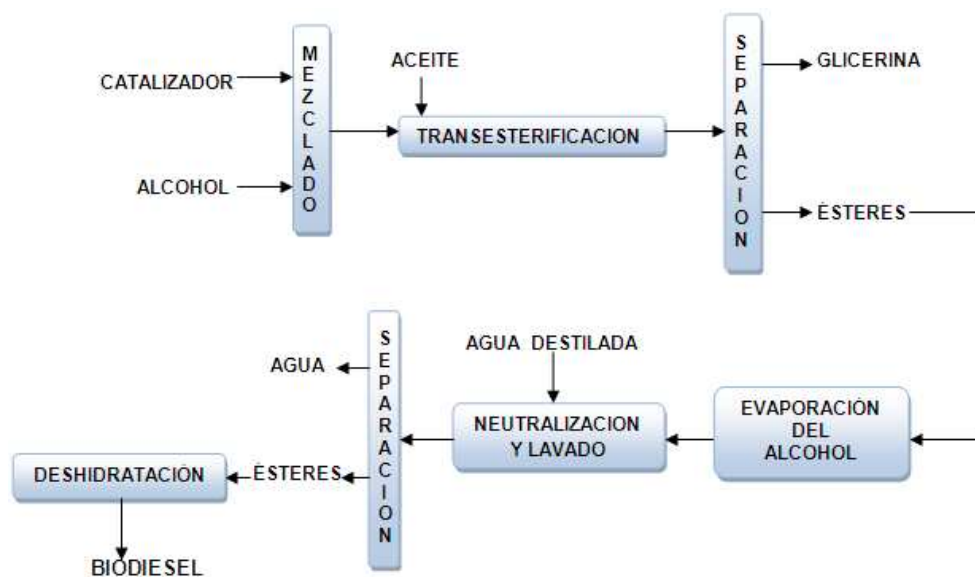 CATALIZADOR
ALCOHOL
MEZCLADO
ACEITE
TRANSESTERIFICACION
SEPARACION
GLICERINA
ÉSTERES
EVAPORACIÓN
DEL
ALCOHOL
AGUA DESTILADA
NEUTRALIZACION
Y LAVADO
SEPARACION
AGUA
ÉSTERES
DESHIDRATACIÓN
BIODIESEL